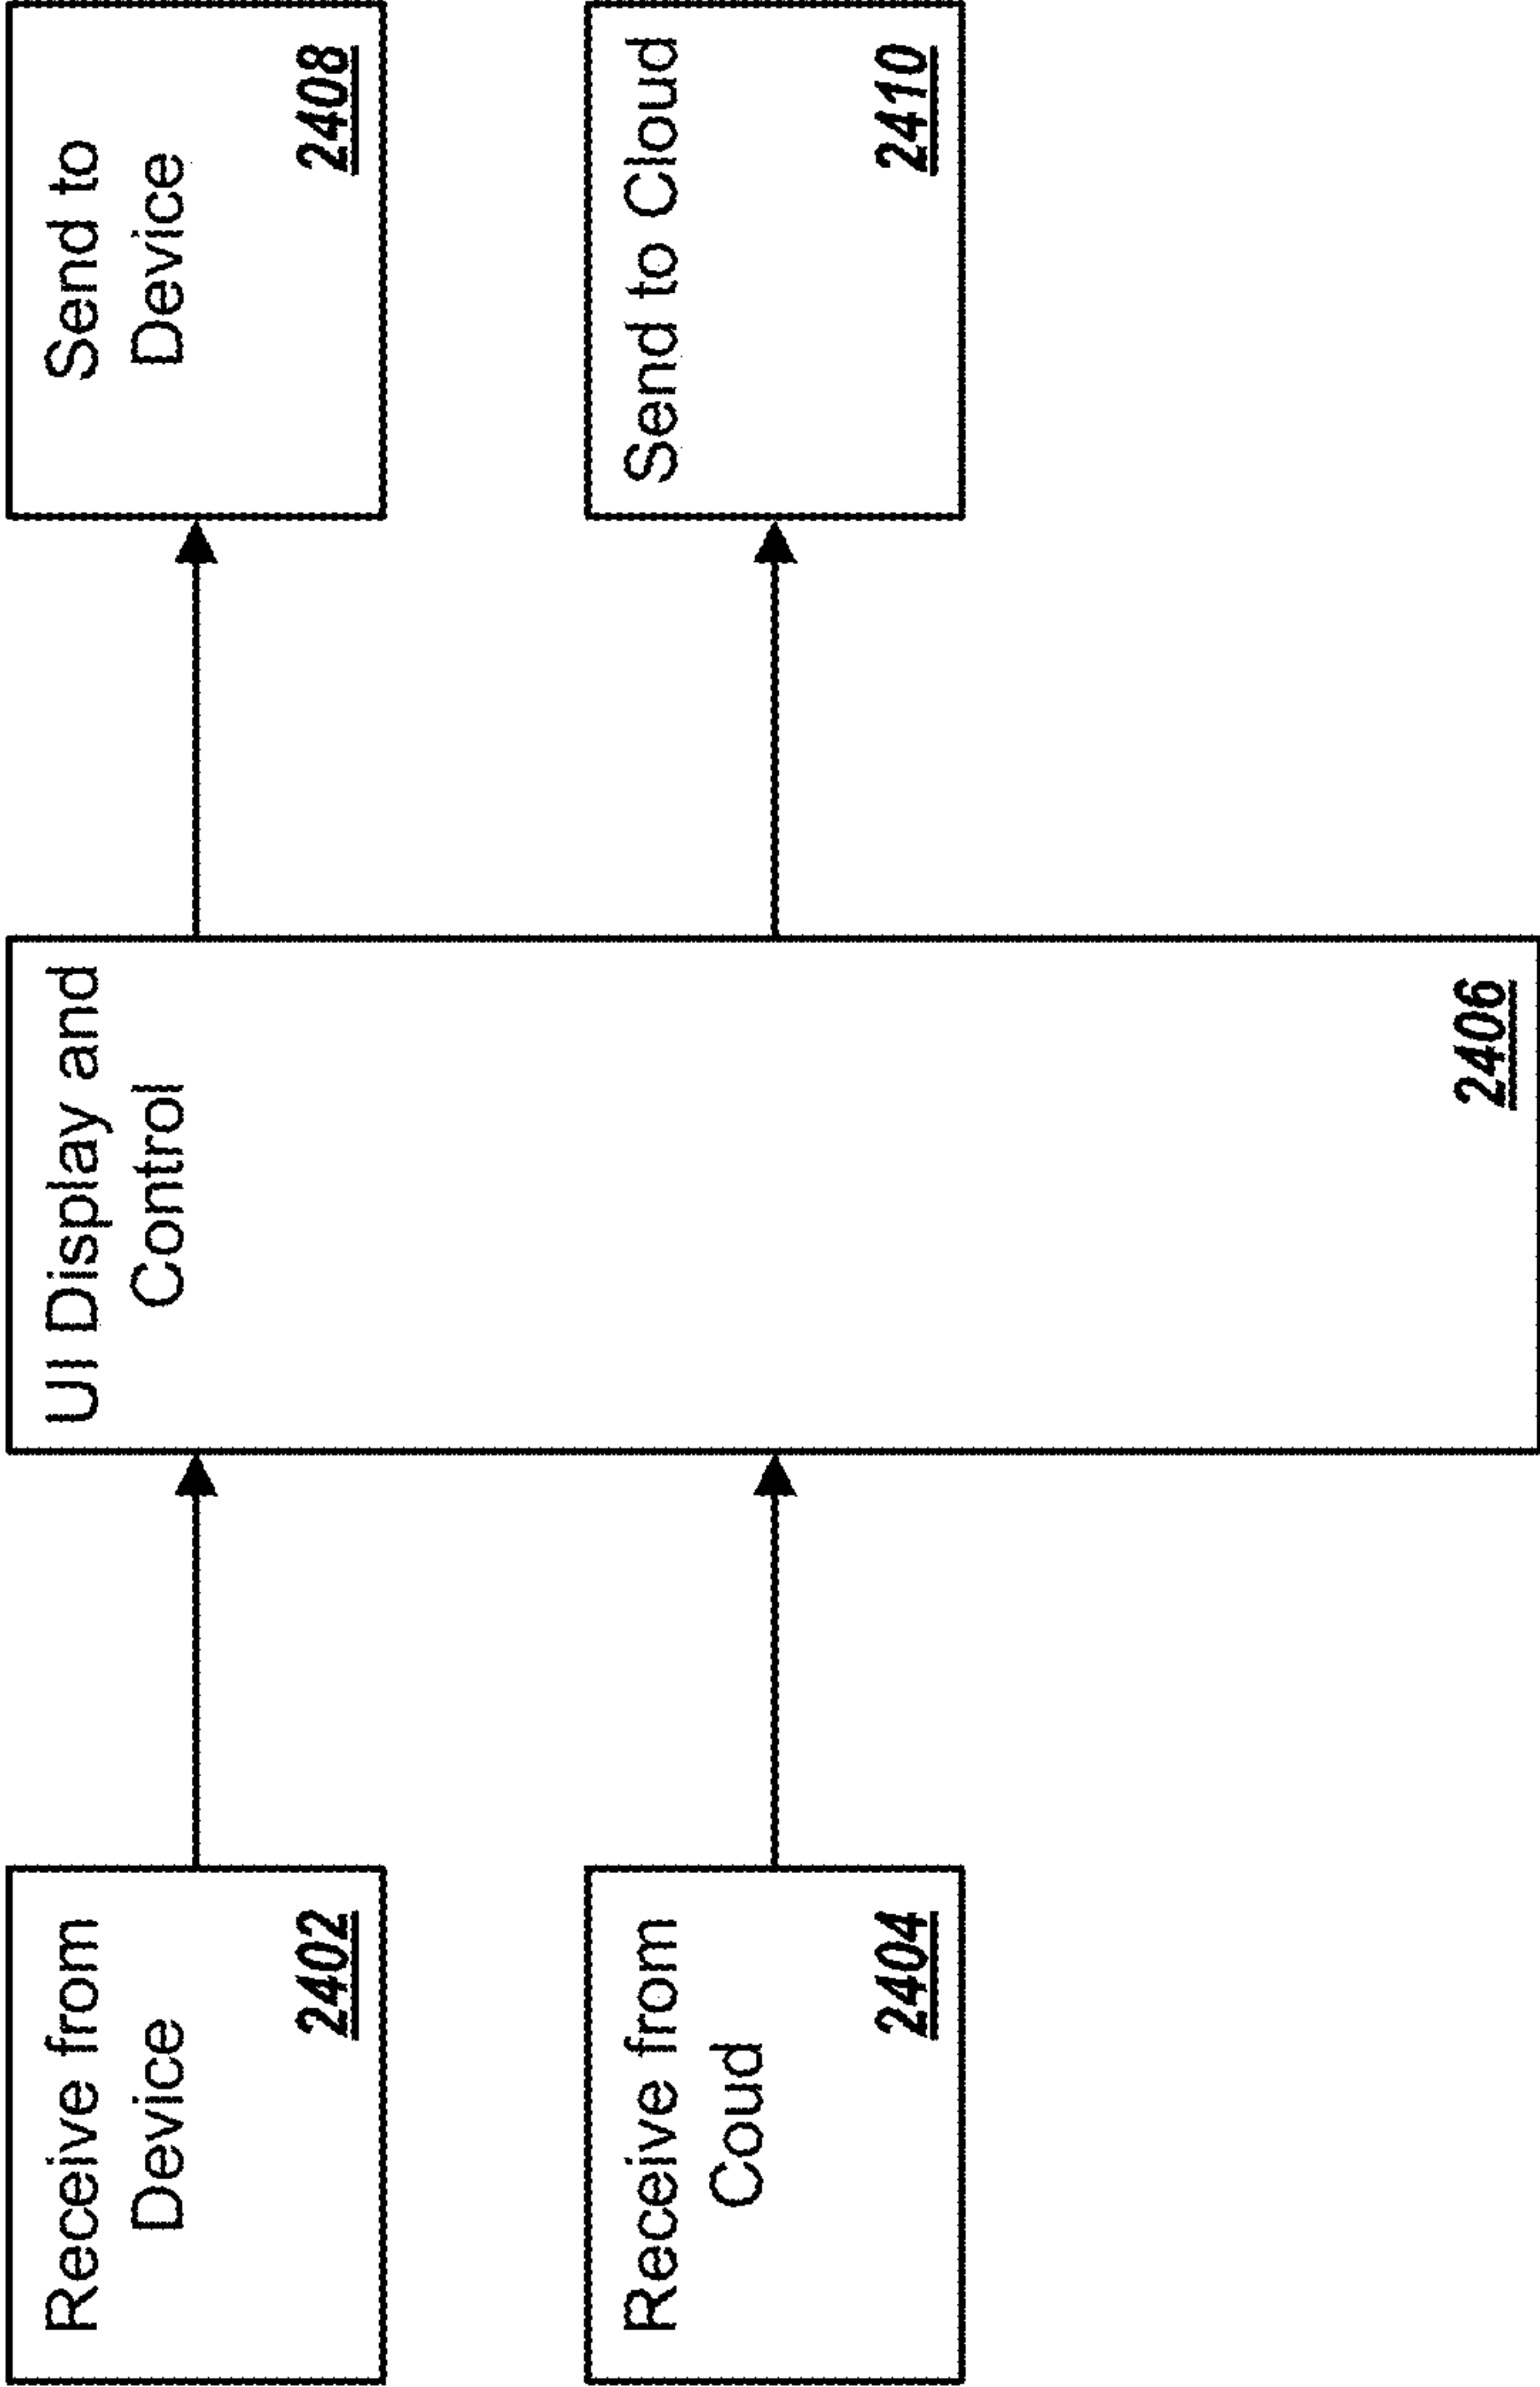 Receive from
Device
2402
Receive from
Coud
2404
UI Display and
Control
2406
Send to
Device
2408
Send to Cloud
2410